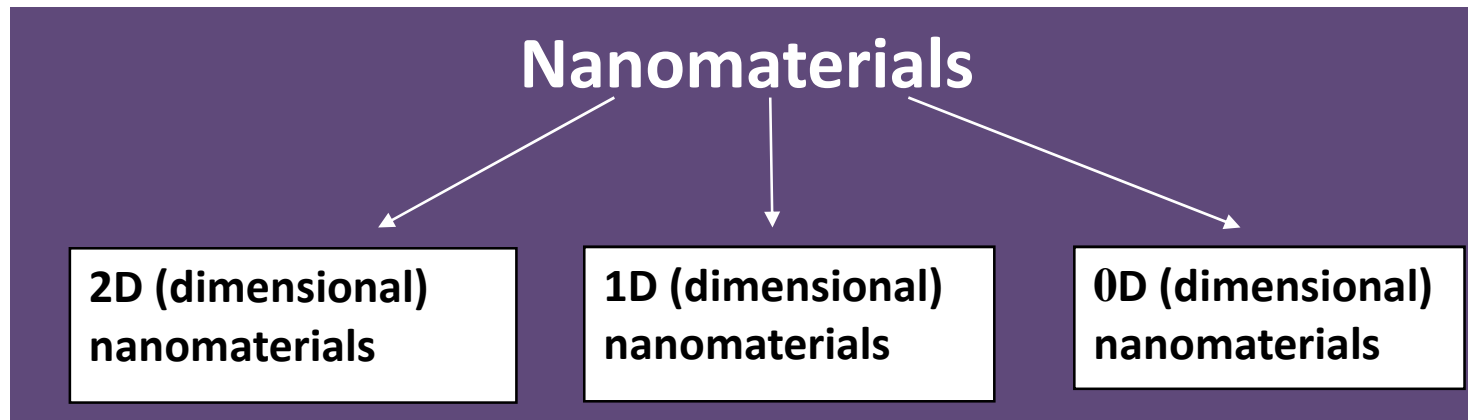 Nanomaterials
2D (dimensional)
nanomaterials
1D (dimensional)
nanomaterials
0D (dimensional)
nanomaterials